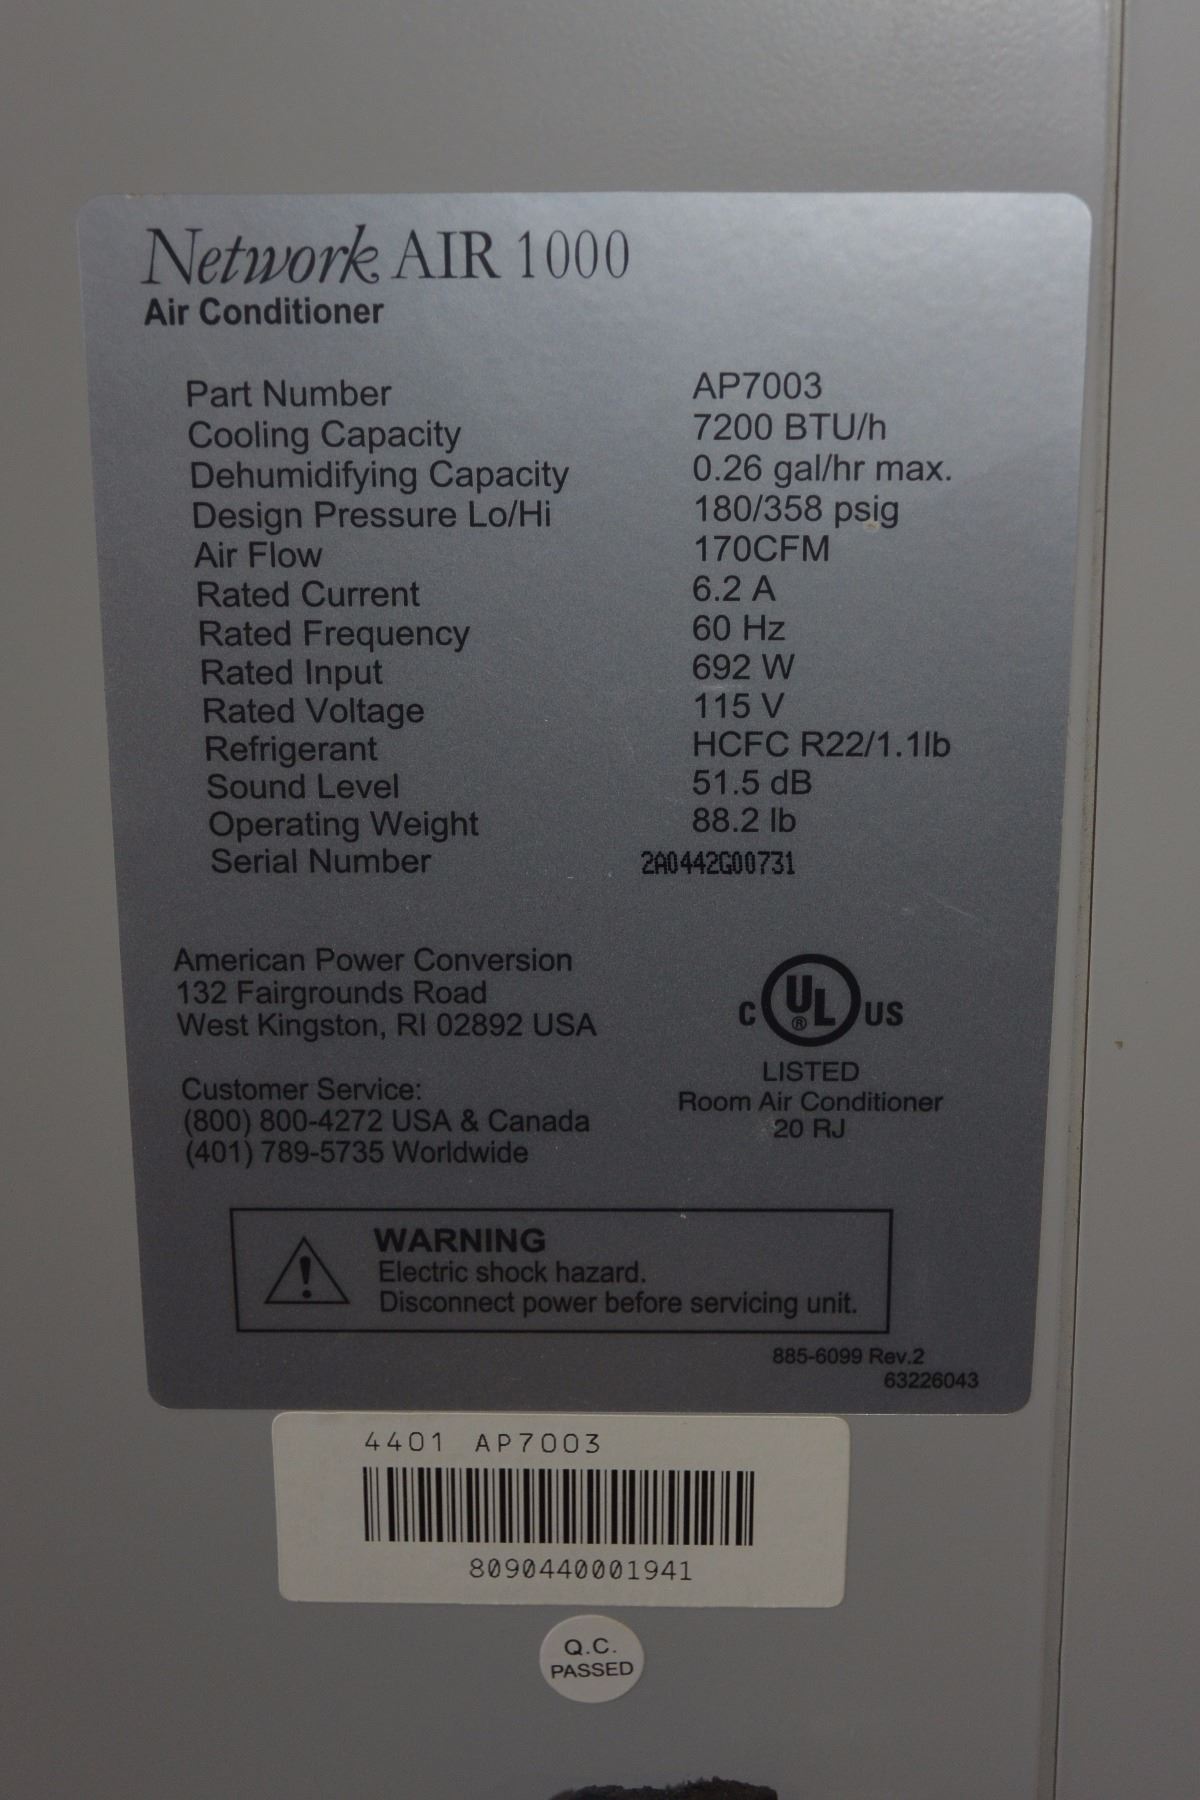 Network AIR 1000
Air Conditioner
Part Number AP7003
Cooling Capacity 7200 BTU/h
Dehumidifying Capacity 0.26 gal/hr max.
Design Pressure Lo/Hi 180/358 psig
Air Flow 170CFM
Rated Current 6.2 A
Rated Frequency 60 Hz
Rated Input 692 W
Rated Voltage 115 V
Refrigerant HCFC R22/1.1lb
Sound Level 51.5 dB
Operating Weight 88.2 lb
Serial Number 2A0442G00731
American Power Conversion
132 Fairgrounds Road
West Kingston, RI 02892 USA
Customer Service:
(800) 800-4272 USA & Canada
(401) 789-5735 Worldwide
C UL ® US
LISTED
Room Air Conditioner
20 RJ
WARNING
Electric shock hazard.
Disconnect power before servicing unit.
885-6099 Rev.2
63226043
4401 AP7003
8090440001941
Q.C.
PASSED